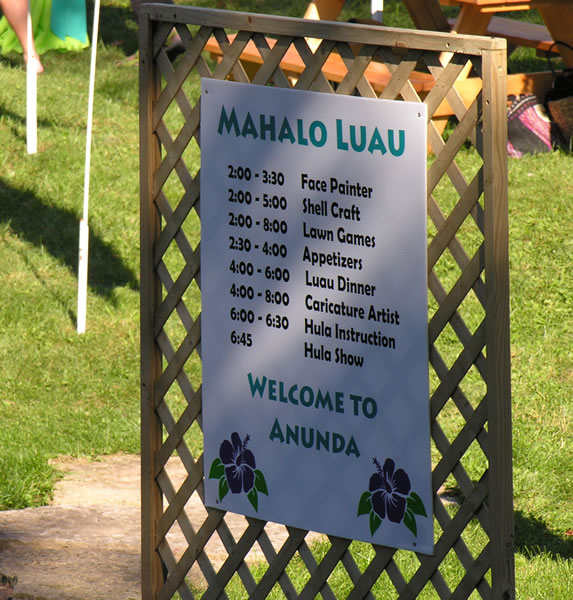 MAHALO LUAU
2:00 - 3:30 Face Painter
2:00 - 5:00 Shell Craft
2:00 - 8:00 Lawn Games
2:30 - 4:00 Appetizers
4:00 - 6:00 Luau Dinner
4:00 - 8:00 Caricature Artist
6:00 - 6:30 Hula Instruction
6:45 Hula Show
WELCOME TO
ANUNDA